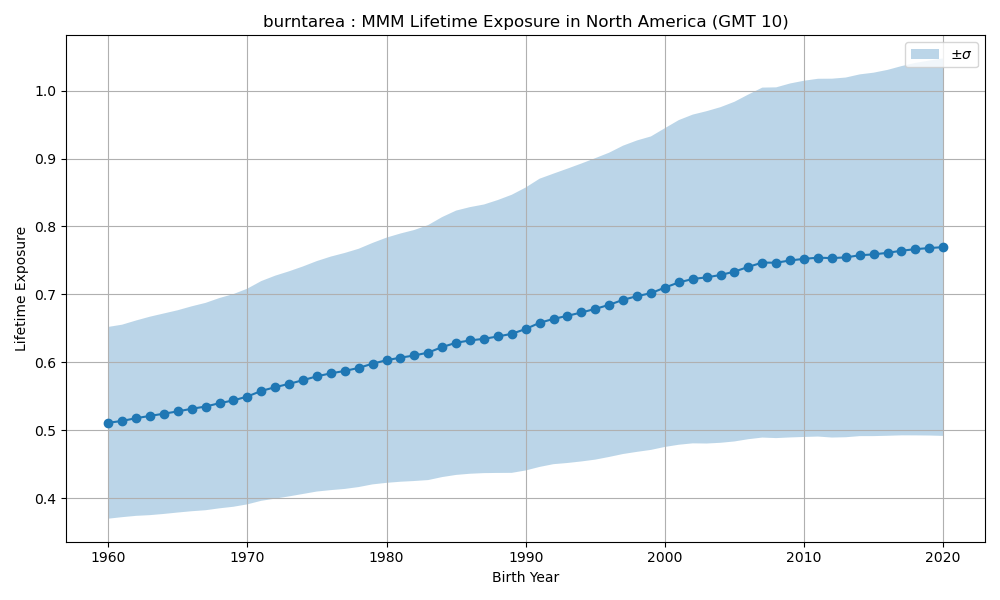 burntarea : MMM Lifetime Exposure in North America (GMT 10)
±σ
Lifetime Exposure
1.0
0.9
0.8
0.7
0.6
0.5
0.4
1960 1970 1980 1990 2000 2010 2020
Birth Year